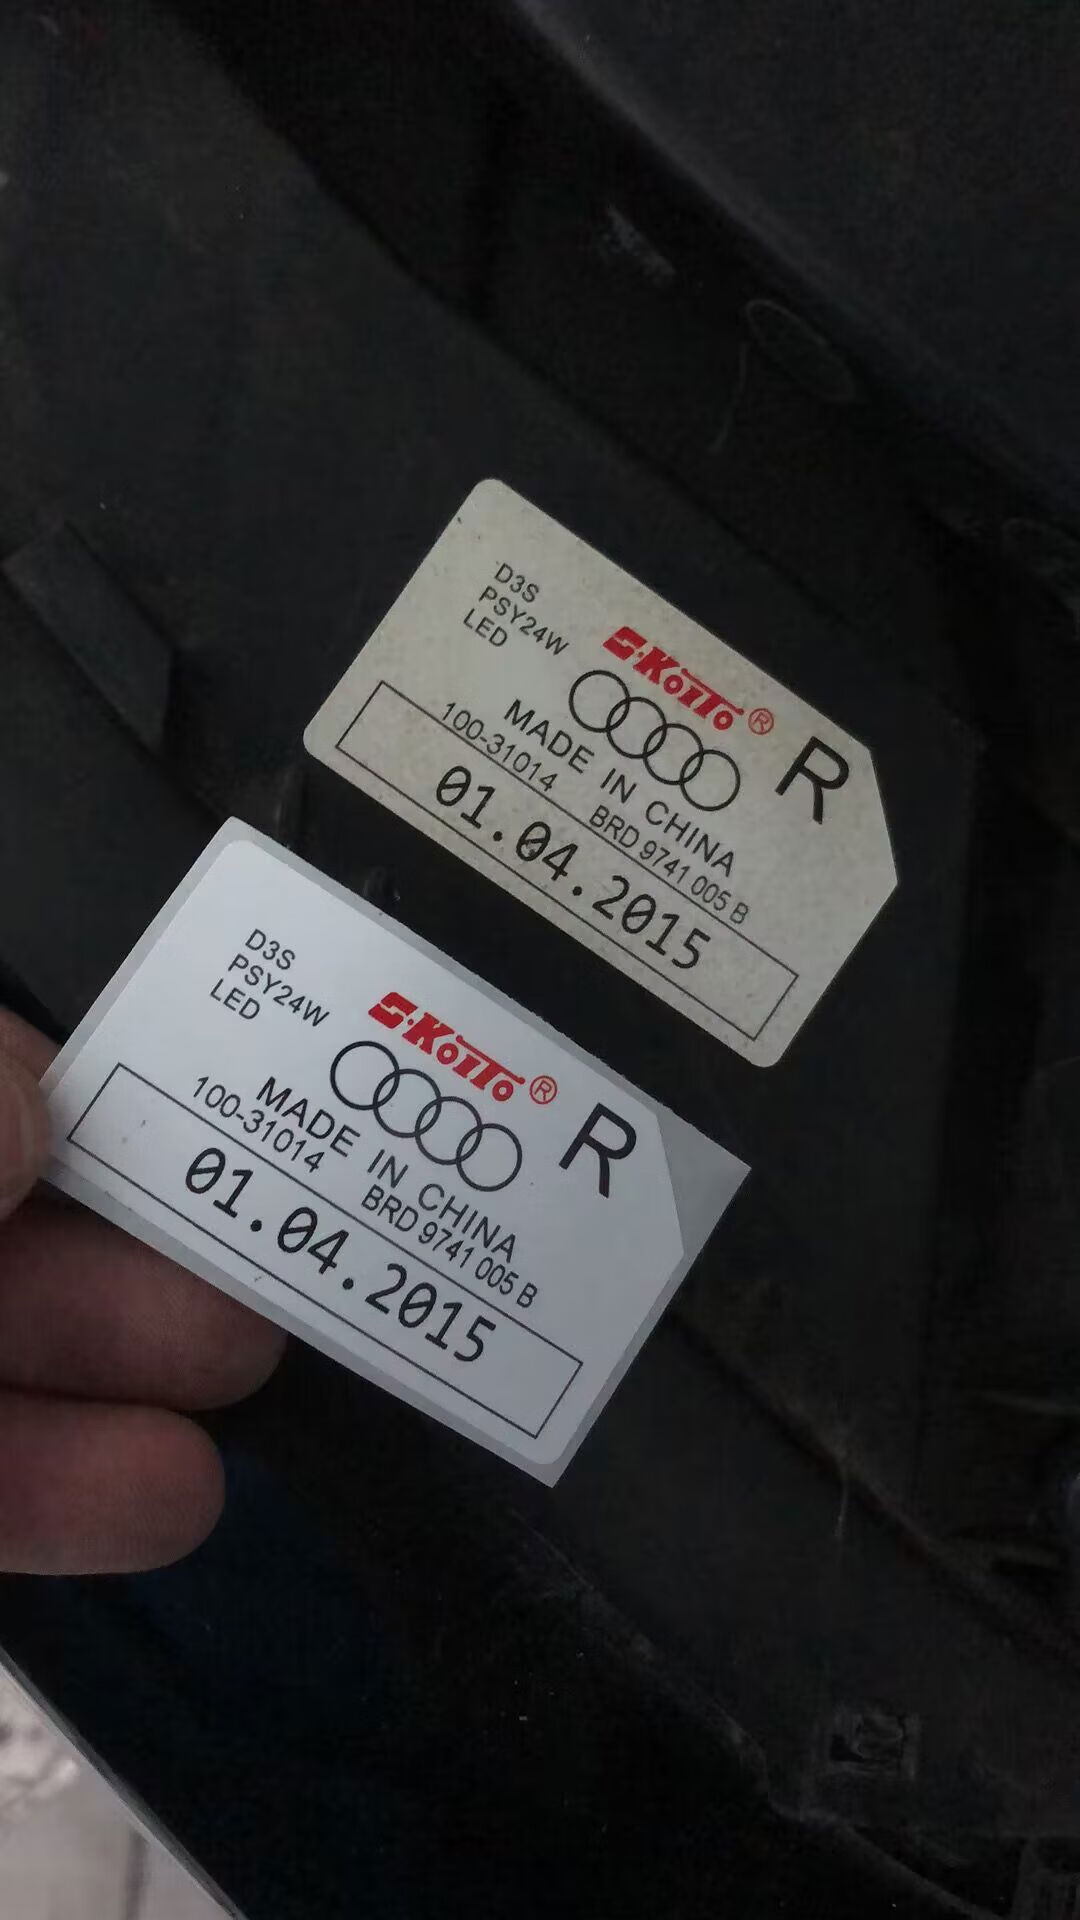 D3S
PSY24W
LED
S·KOITO®
R
MADE IN CHINA
100-31014 BRD 9741 005 B
01.04.2015
D3S
PSY24W
LED
S·KOITO®
R
MADE IN CHINA
100-31014 BRD 9741 005 B
01.04.2015